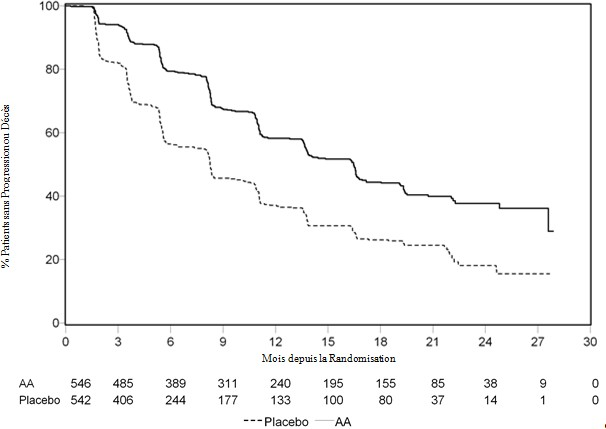 100
80
60
40
20
0
% Patients sans Progression ou Décès
0 3 6 9 12 15 18 21 24 27 30
Mois depuis la Randomisation
AA 546 485 389 311 240 195 155 85 38 9 0
Placebo 542 406 244 177 133 100 80 37 14 1 0
Placebo AA